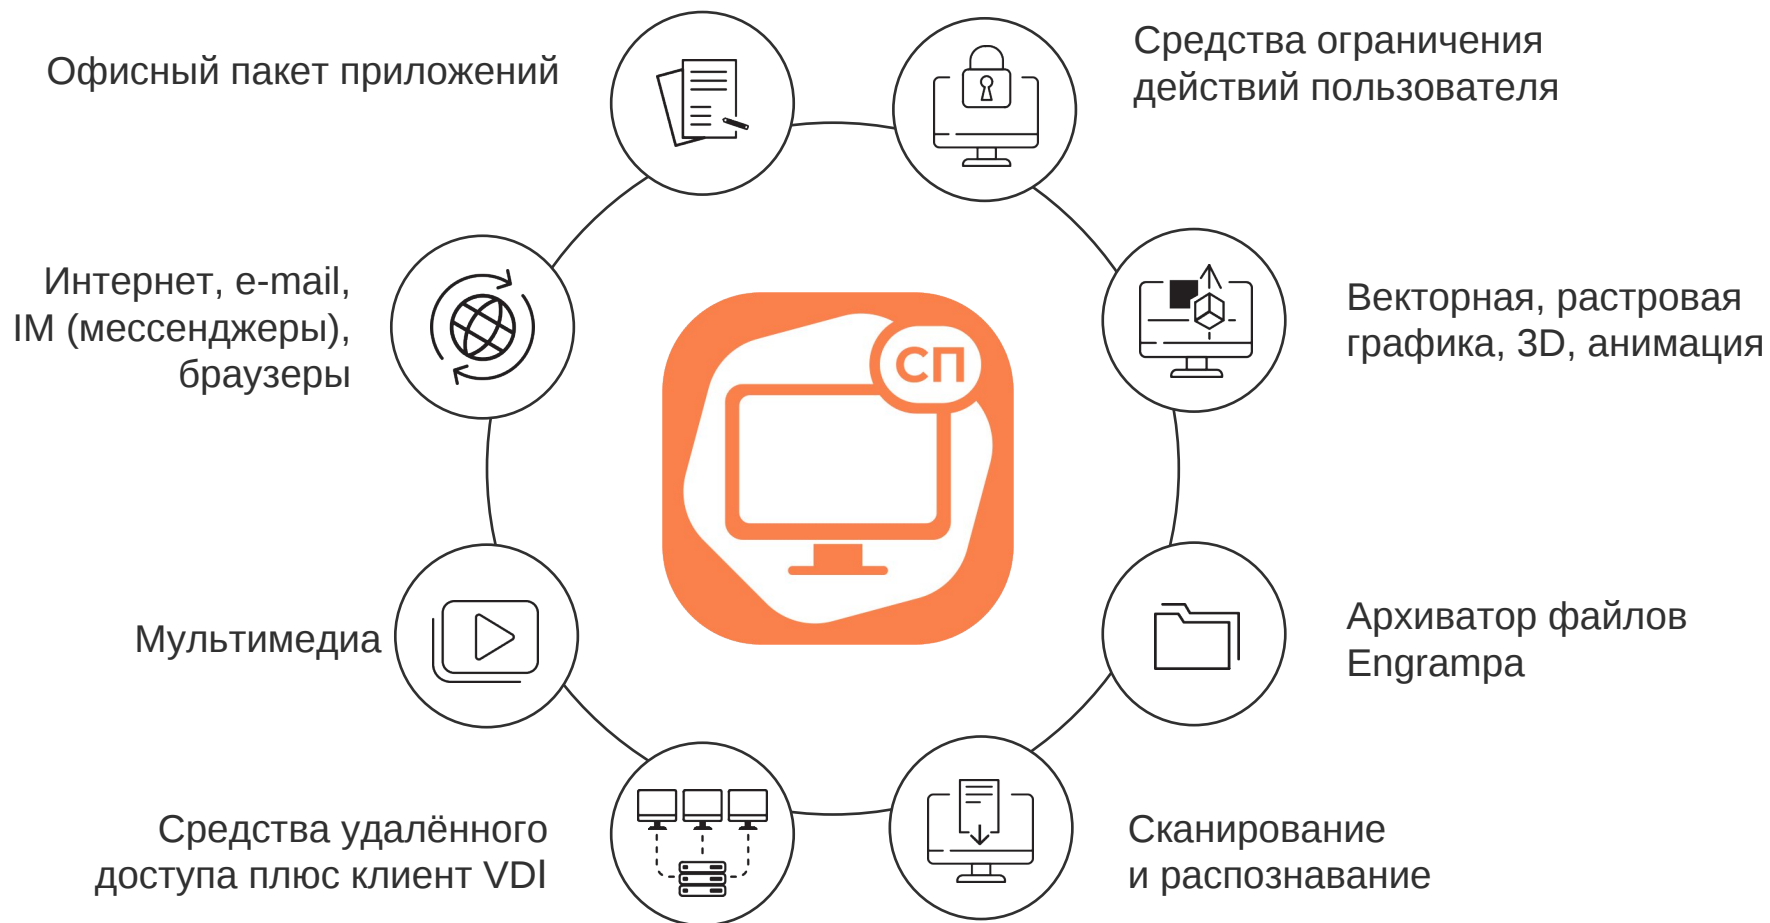 Офисный пакет приложений
Средства ограничения
действий пользователя
Интернет, e-mail,
IM (мессенджеры),
браузеры
СП
Векторная, растровая
графика, 3D, анимация
Мультимедиа
Архиватор файлов
Engrampa
Средства удалённого
доступа плюс клиент VDI
Сканирование
и распознавание